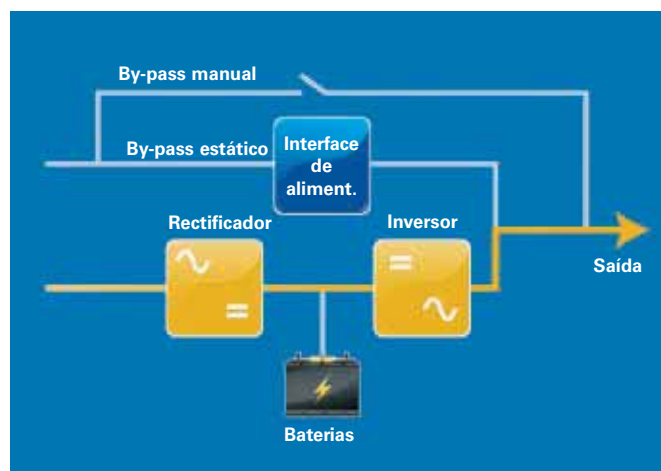 By-pass manual
By-pass estático
Interface
de
aliment.
Rectificador
Inversor
Saída
Baterias